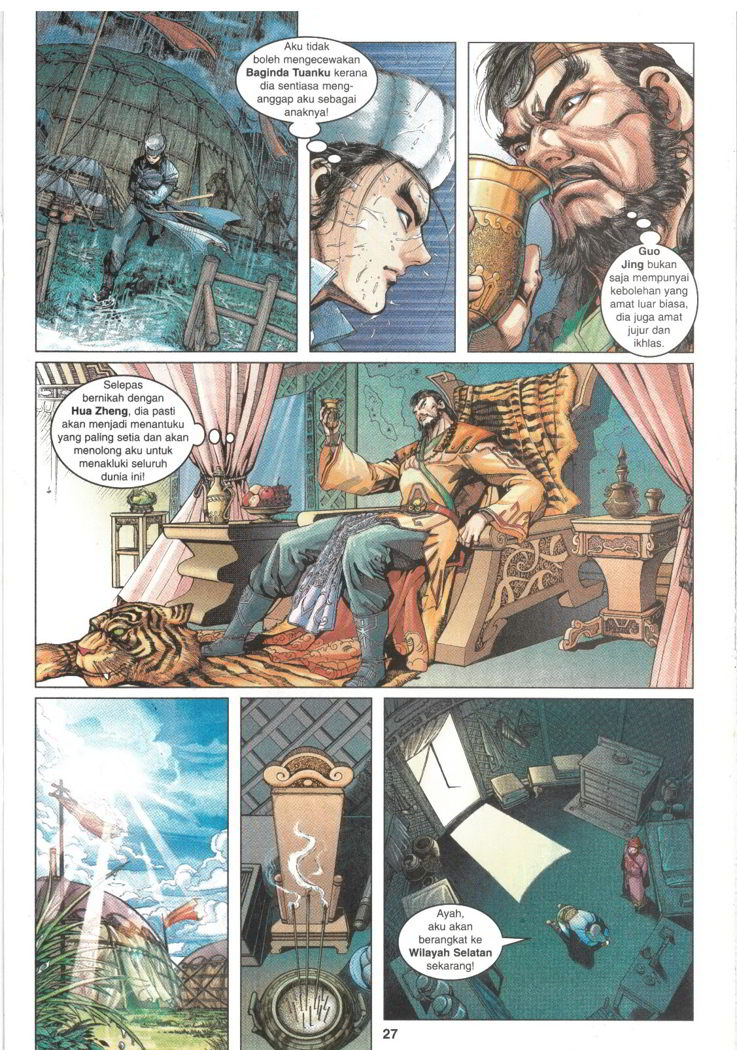 Aku tidak
boleh mengecewakan
Baginda Tuanku kerana
dia sentiasa meng-
anggap aku sebagai
anaknya!
Guo
Jing bukan
saja mempunyai
kebolehan yang
amat luar biasa,
dia juga amat
jujur dan
ikhlas.
Selepas
bernikah dengan
Hua Zheng, dia pasti
akan menjadi menantuku
yang paling setia dan akan
menolong aku untuk
menakluki seluruh
dunia ini!
Ayah,
aku akan
berangkat ke
Wilayah Selatan
sekarang!
27